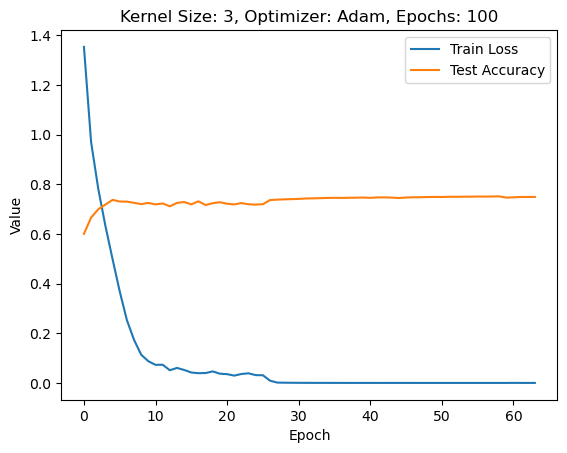 Kernel Size: 3, Optimizer: Adam, Epochs: 100
Train Loss
Test Accuracy
1.4
1.2
1.0
0.8
0.6
0.4
0.2
0.0
Value
0 10 20 30 40 50 60
Epoch